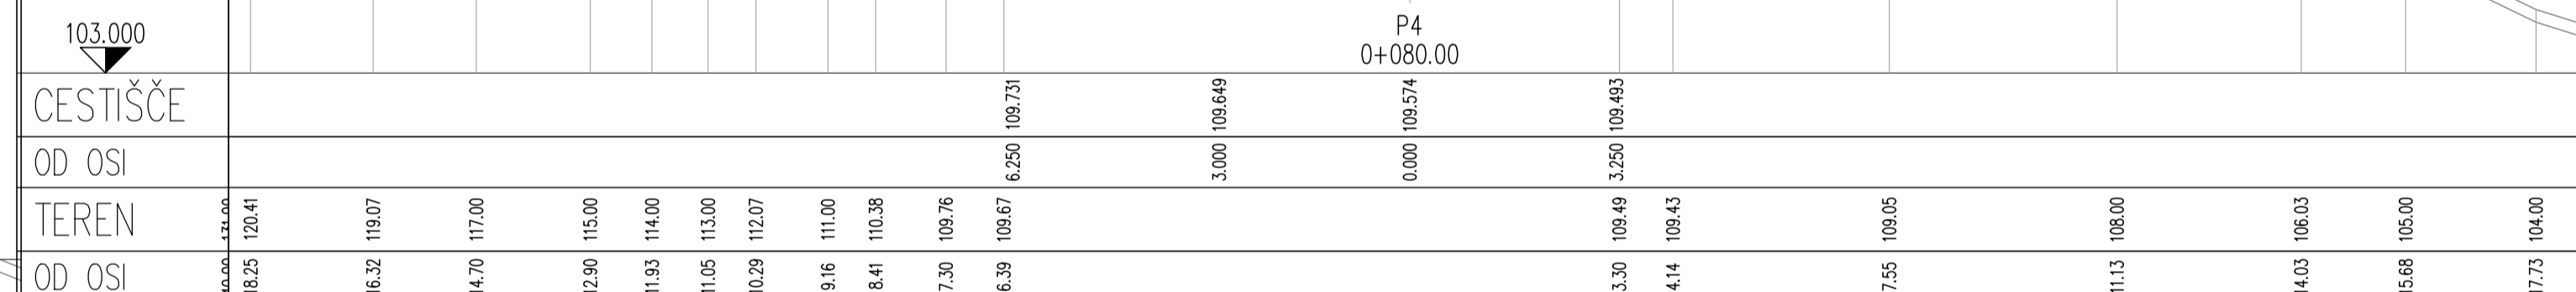 P4
0+080.00
103.000
CESTIŠČE 109.731 109.649 109.574 109.493
OD OSI 6.250 3.000 0.000 3.250
TEREN 120.41 119.07 117.00 115.00 114.00 113.00 112.07 111.00 110.38 109.76 109.67 109.49 109.43 109.05 108.00 106.03 105.00 104.00
OD OSI 18.25 16.32 14.70 12.90 11.93 11.05 10.29 9.16 8.41 7.30 6.39 3.30 4.14 7.55 11.13 14.03 15.68 17.73